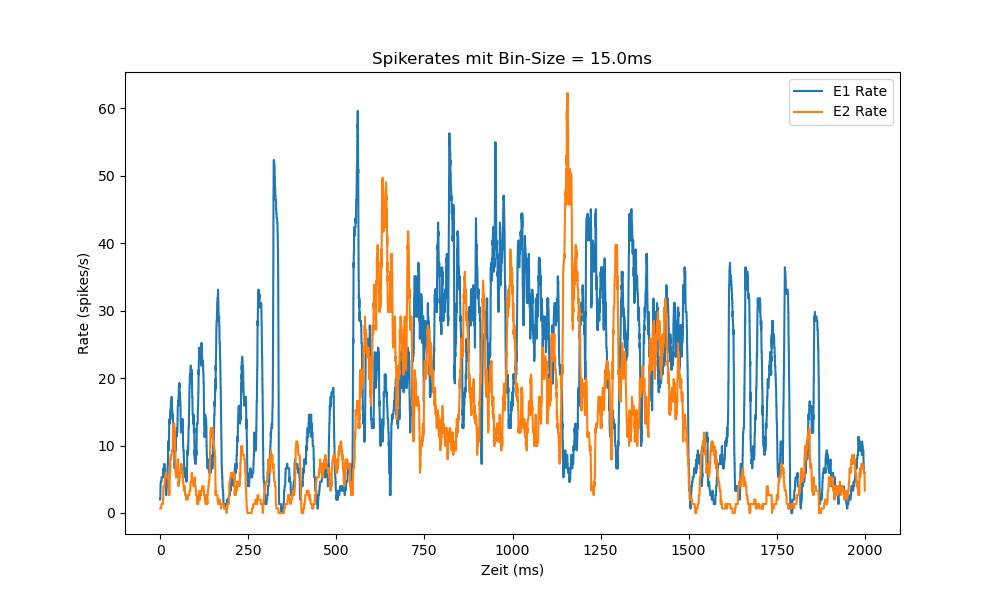 Spikerates mit Bin-Size = 15.0ms
E1 Rate
E2 Rate
60
50
40
30
20
10
0
Rate (spikes/s)
0 250 500 750 1000 1250 1500 1750 2000
Zeit (ms)